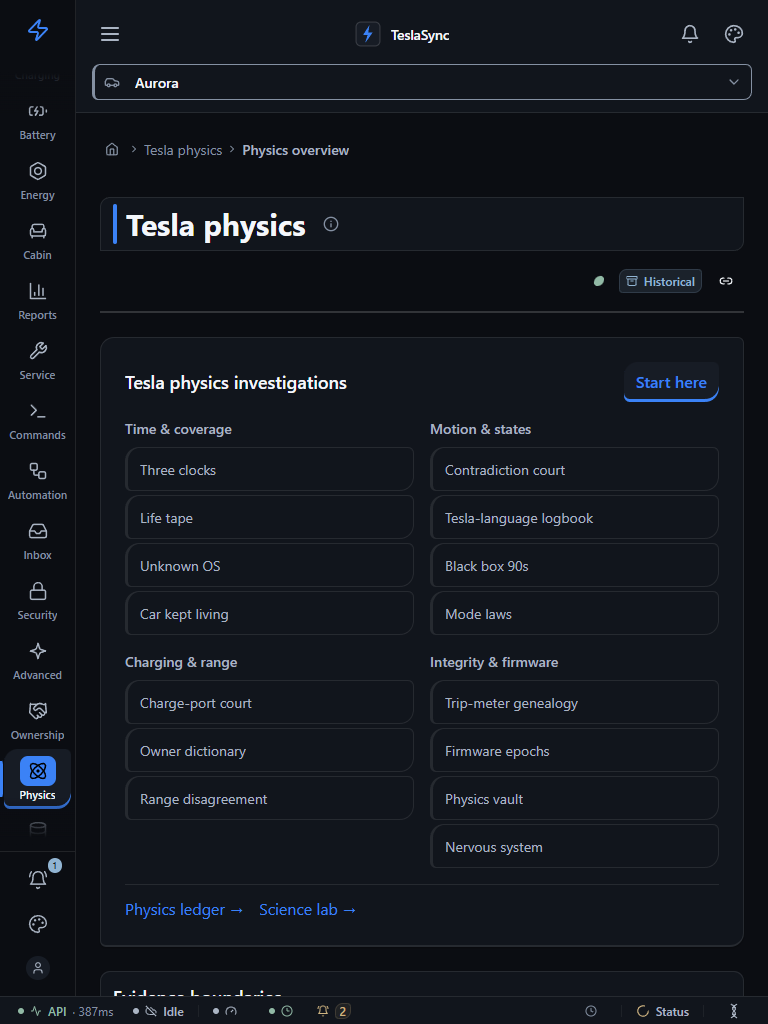 TeslaSync
Aurora
Battery
Energy
Cabin
Reports
Service
Commands
Automation
Inbox
Security
Advanced
Ownership
Physics
1
Tesla physics
Physics overview
Tesla physics
Historical
Tesla physics investigations
Start here
Time & coverage
Three clocks
Life tape
Unknown OS
Car kept living
Motion & states
Contradiction court
Tesla-language logbook
Black box 90s
Mode laws
Charging & range
Charge-port court
Owner dictionary
Range disagreement
Integrity & firmware
Trip-meter genealogy
Firmware epochs
Physics vault
Nervous system
Physics ledger →
Science lab →
Evidence boundaries
API · 387ms
Idle
2
Status